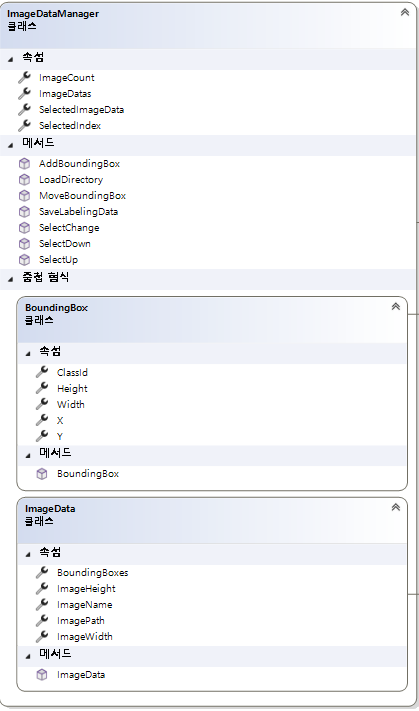 ImageDataManager
클래스
속성
ImageCount
ImageDatas
SelectedImageData
SelectedIndex
메서드
AddBoundingBox
LoadDirectory
MoveBoundingBox
SaveLabelingData
SelectChange
SelectDown
SelectUp
중첩 형식
BoundingBox
클래스
속성
ClassId
Height
Width
X
Y
메서드
BoundingBox
ImageData
클래스
속성
BoundingBoxes
ImageHeight
ImageName
ImagePath
ImageWidth
메서드
ImageData